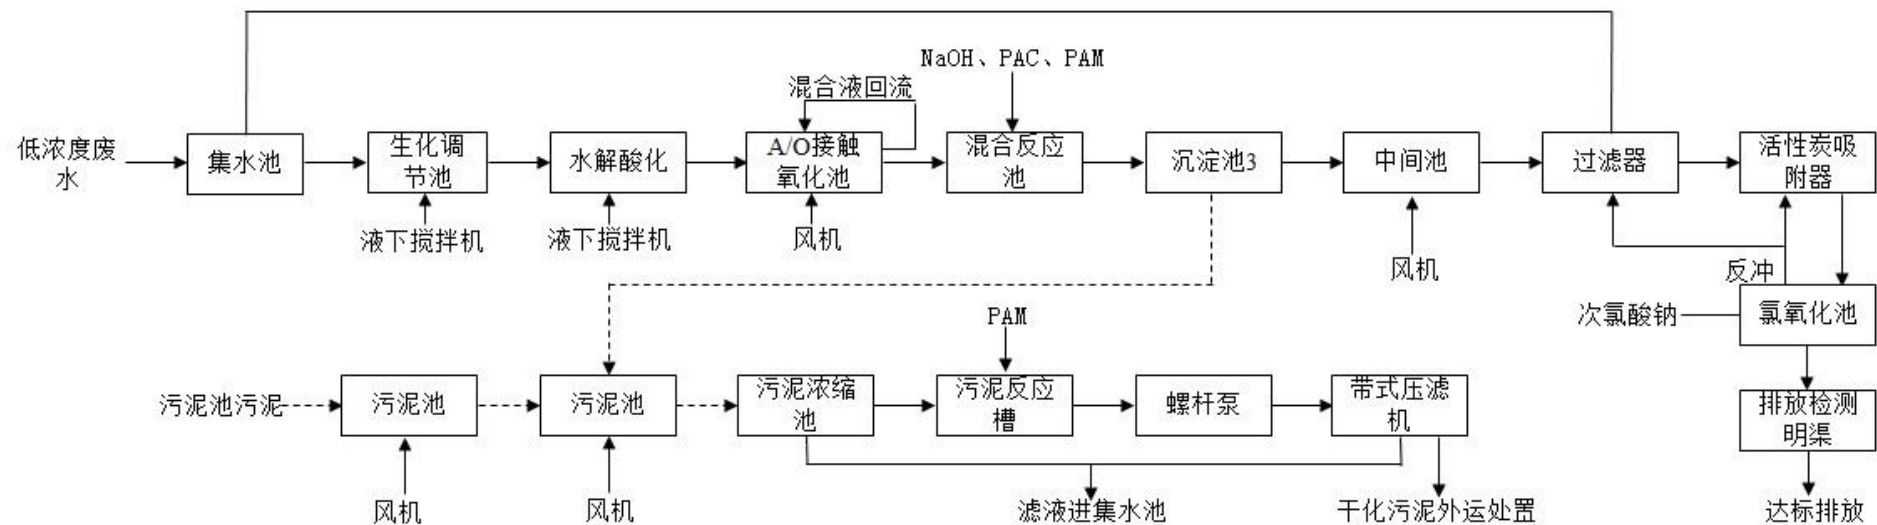 NaOH、PAC、PAM
混合液回流
低浓度废
水
集水池
生化调
节池
水解酸化
A/O接触
氧化池
混合反应
池
沉淀池3
中间池
过滤器
活性炭吸
附器
液下搅拌机
液下搅拌机
风机
风机
反冲
次氯酸钠
氯氧化池
PAM
污泥池污泥
污泥池
污泥池
污泥浓缩
池
污泥反应
槽
螺杆泵
带式压滤
机
排放检测
明渠
风机
风机
滤液进集水池
干化污泥外运处置
达标排放